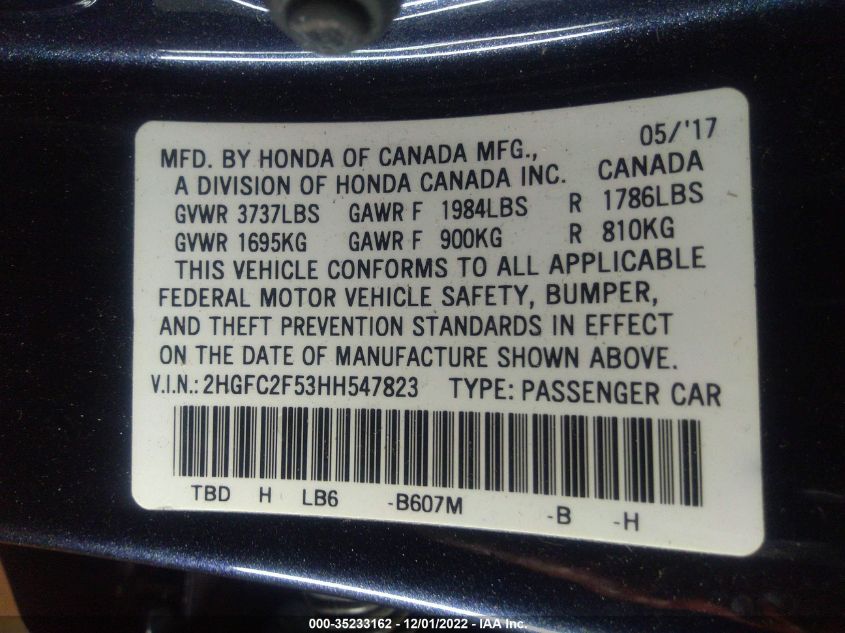 05/'17
MFD. BY HONDA OF CANADA MFG.,
A DIVISION OF HONDA CANADA INC. CANADA
GVWR 3737LBS GAWR F 1984LBS R 1786LBS
GVWR 1695KG GAWR F 900KG R 810KG
THIS VEHICLE CONFORMS TO ALL APPLICABLE
FEDERAL MOTOR VEHICLE SAFETY, BUMPER,
AND THEFT PREVENTION STANDARDS IN EFFECT
ON THE DATE OF MANUFACTURE SHOWN ABOVE.
V.I.N.: 2HGFC2F53HH547823 TYPE: PASSENGER CAR
TBD H LB6 -B607M -B -H
000-35233162 - 12/01/2022 - IAA Inc.